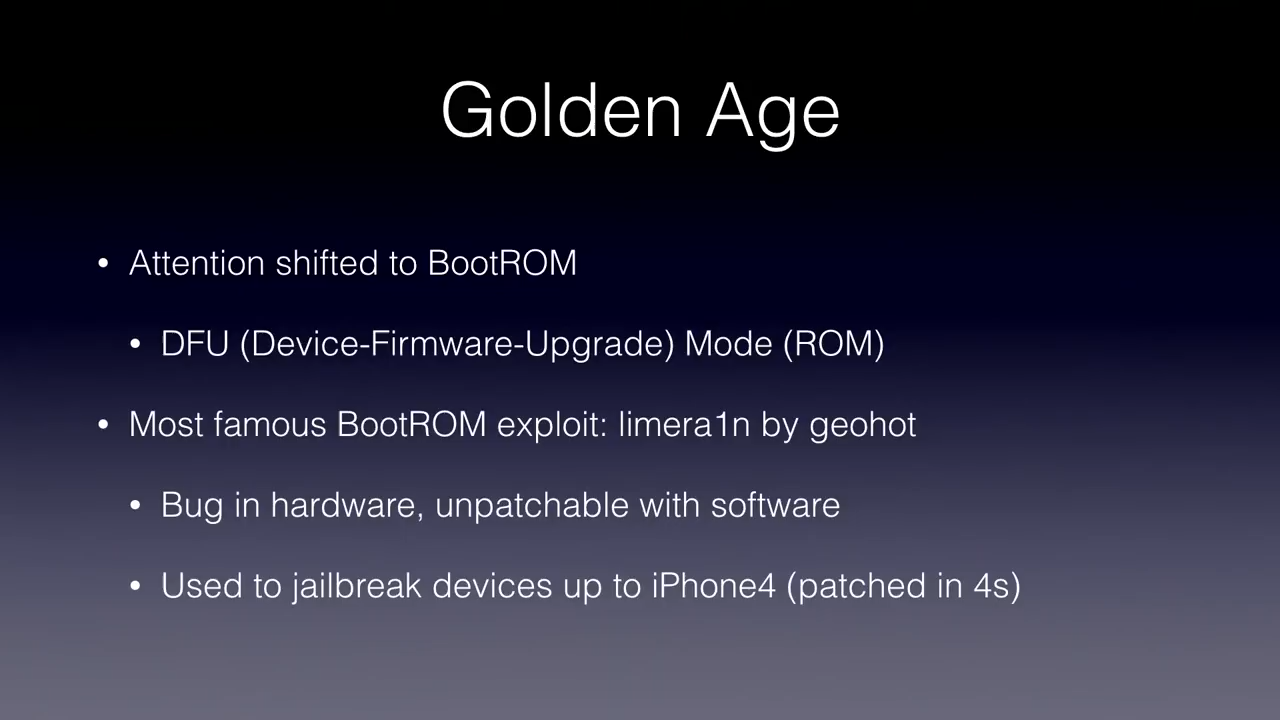 Golden Age
• Attention shifted to BootROM
• DFU (Device-Firmware-Upgrade) Mode (ROM)
• Most famous BootROM exploit: limera1n by geohot
• Bug in hardware, unpatchable with software
• Used to jailbreak devices up to iPhone4 (patched in 4s)